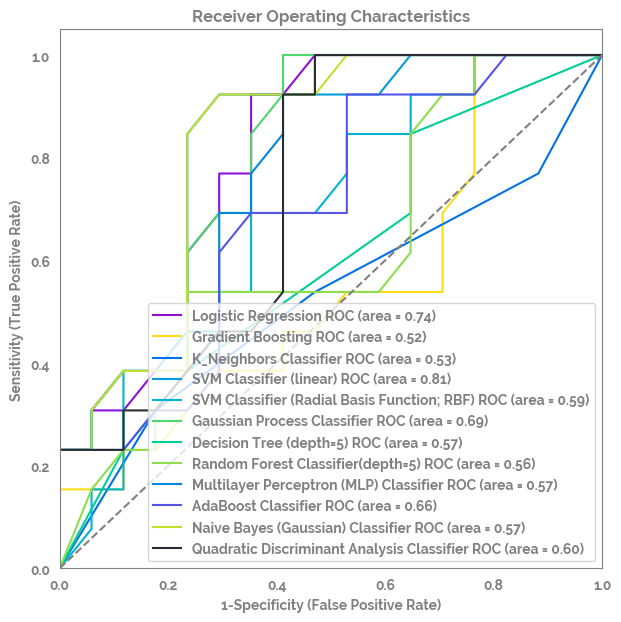 Receiver Operating Characteristics
Sensitivity (True Positive Rate)
1.0
0.8
0.6
0.4
0.2
0.0
Logistic Regression ROC (area = 0.74)
Gradient Boosting ROC (area = 0.52)
K_Neighbors Classifier ROC (area = 0.53)
SVM Classifier (linear) ROC (area = 0.81)
SVM Classifier (Radial Basis Function; RBF) ROC (area = 0.59)
Gaussian Process Classifier ROC (area = 0.69)
Decision Tree (depth=5) ROC (area = 0.57)
Random Forest Classifier(depth=5) ROC (area = 0.56)
Multilayer Perceptron (MLP) Classifier ROC (area = 0.57)
AdaBoost Classifier ROC (area = 0.66)
Naive Bayes (Gaussian) Classifier ROC (area = 0.57)
Quadratic Discriminant Analysis Classifier ROC (area = 0.60)
0.0 0.2 0.4 0.6 0.8 1.0
1-Specificity (False Positive Rate)